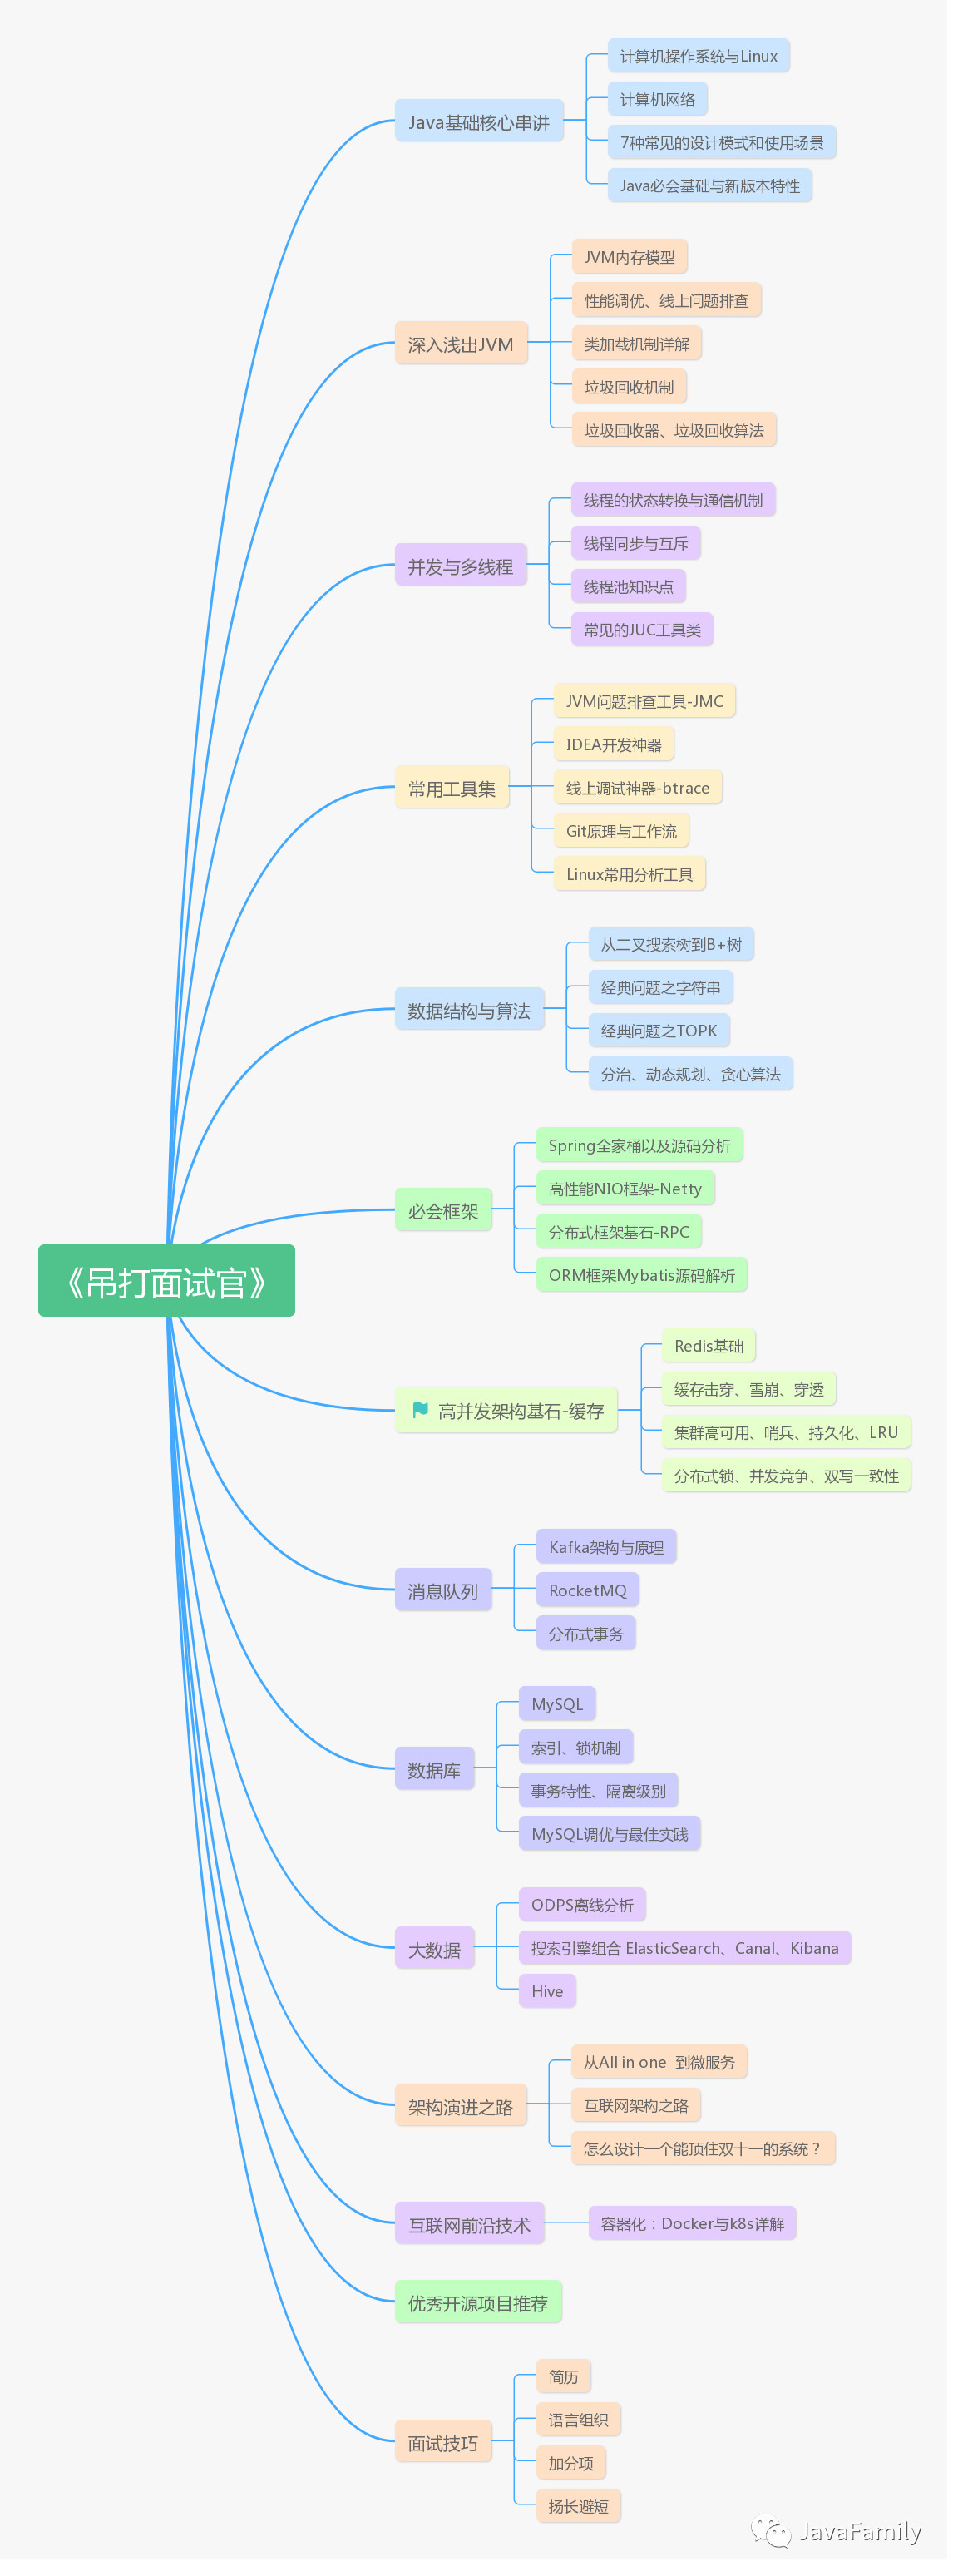 《吊打面试官》
Java基础核心串讲
计算机操作系统与Linux
计算机网络
7种常见的设计模式和使用场景
Java必会基础与新版本特性
深入浅出JVM
JVM内存模型
性能调优、线上问题排查
类加载机制详解
垃圾回收机制
垃圾回收器、垃圾回收算法
并发与多线程
线程的状态转换与通信机制
线程同步与互斥
线程池知识点
常见的JUC工具类
常用工具集
JVM问题排查工具-JMC
IDEA开发神器
线上调试神器-btrace
Git原理与工作流
Linux常用分析工具
数据结构与算法
从二叉搜索树到B+树
经典问题之字符串
经典问题之TOPK
分治、动态规划、贪心算法
必会框架
Spring全家桶以及源码分析
高性能NIO框架-Netty
分布式框架基石-RPC
ORM框架Mybatis源码解析
高并发架构基石-缓存
Redis基础
缓存击穿、雪崩、穿透
集群高可用、哨兵、持久化、LRU
分布式锁、并发竞争、双写一致性
消息队列
Kafka架构与原理
RocketMQ
分布式事务
数据库
MySQL
索引、锁机制
事务特性、隔离级别
MySQL调优与最佳实践
大数据
ODPS离线分析
搜索引擎组合 ElasticSearch、Canal、Kibana
Hive
架构演进之路
从All in one 到微服务
互联网架构之路
怎么设计一个能顶住双十一的系统？
互联网前沿技术
容器化：Docker与k8s详解
优秀开源项目推荐
面试技巧
简历
语言组织
加分项
扬长避短
JavaFamily